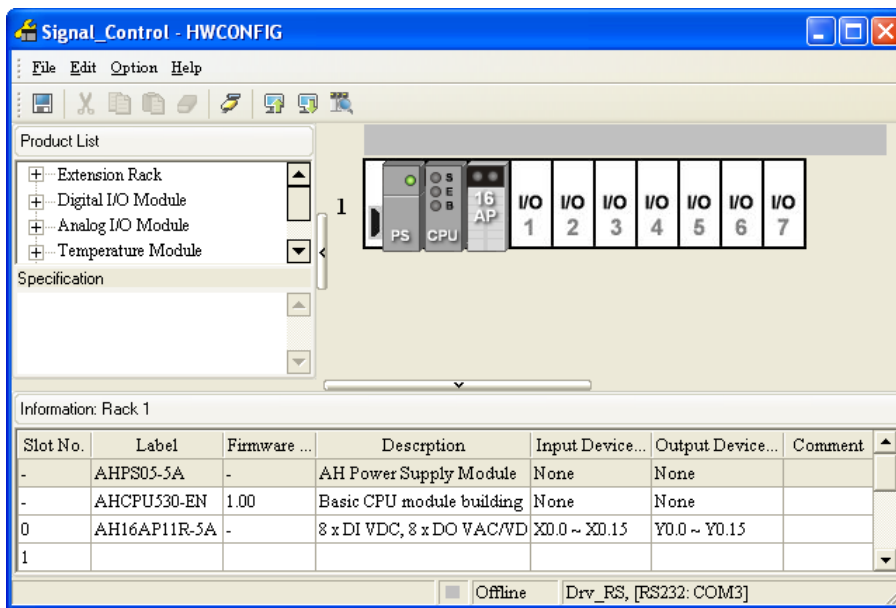 Signal_Control - HWCONFIG
File Edit Option Help
Product List
Extension Rack
Digital I/O Module
Analog I/O Module
Temperature Module
Specification
1
PS
CPU
S
E
B
16
AP
I/O 1
I/O 2
I/O 3
I/O 4
I/O 5
I/O 6
I/O 7
Information: Rack 1
Slot No. Label Firmware ... Descrption Input Device... Output Device... Comment
- AHPS05-5A - AH Power Supply Module None None
- AHCPU530-EN 1.00 Basic CPU module building None None
0 AH16AP11R-5A - 8 x DI VDC, 8 x DO VAC/VD X0.0 ~ X0.15 Y0.0 ~ Y0.15
1
Offline Drv_RS, [RS232: COM3]